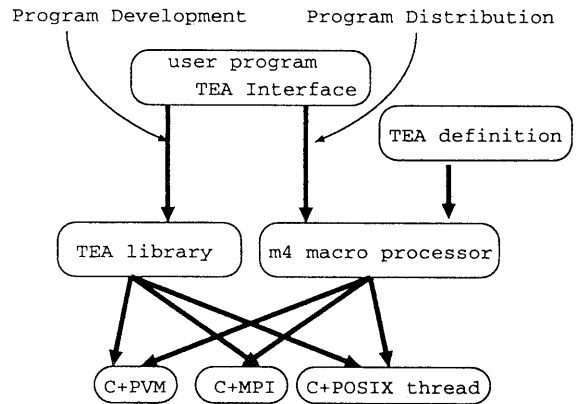 Program Development
Program Distribution
user program
TEA Interface
TEA definition
TEA library
m4 macro processor
C+PVM
C+MPI
C+POSIX thread